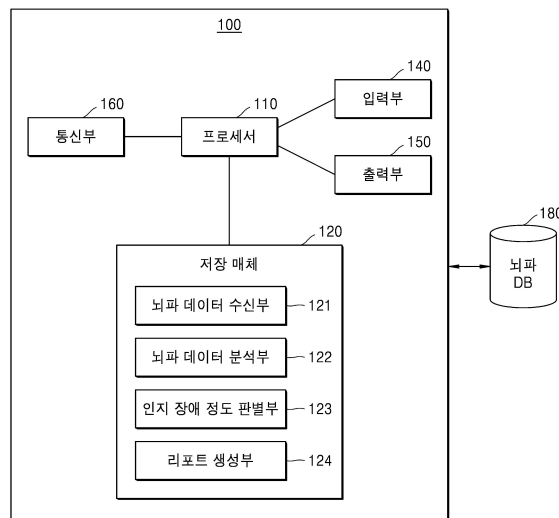 100
140
입력부
160
통신부
110
프로세서
150
출력부
180
뇌파
DB
120
저장 매체
뇌파 데이터 수신부
121
뇌파 데이터 분석부
122
인지 장애 정도 판별부
123
리포트 생성부
124